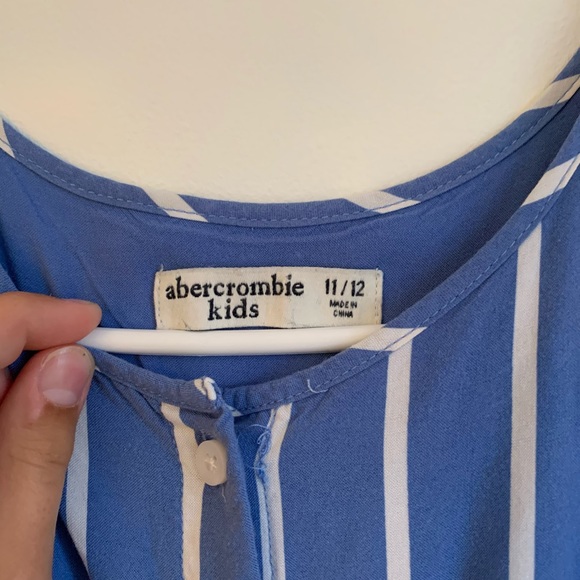 abercrombie
kids
11/12
MADE IN
CHINA